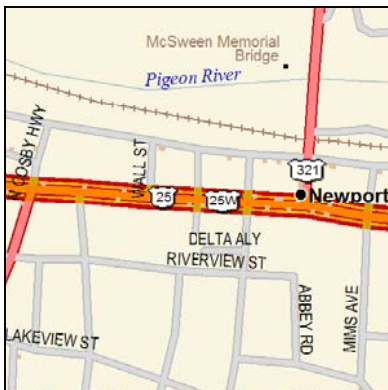 McSween Memorial
Bridge
Pigeon River
N COSBY HWY
WALL ST
321
25
25W
Newport
DELTA ALY
RIVERVIEW ST
ABBEY RD
MIMS AVE
LAKEVIEW ST